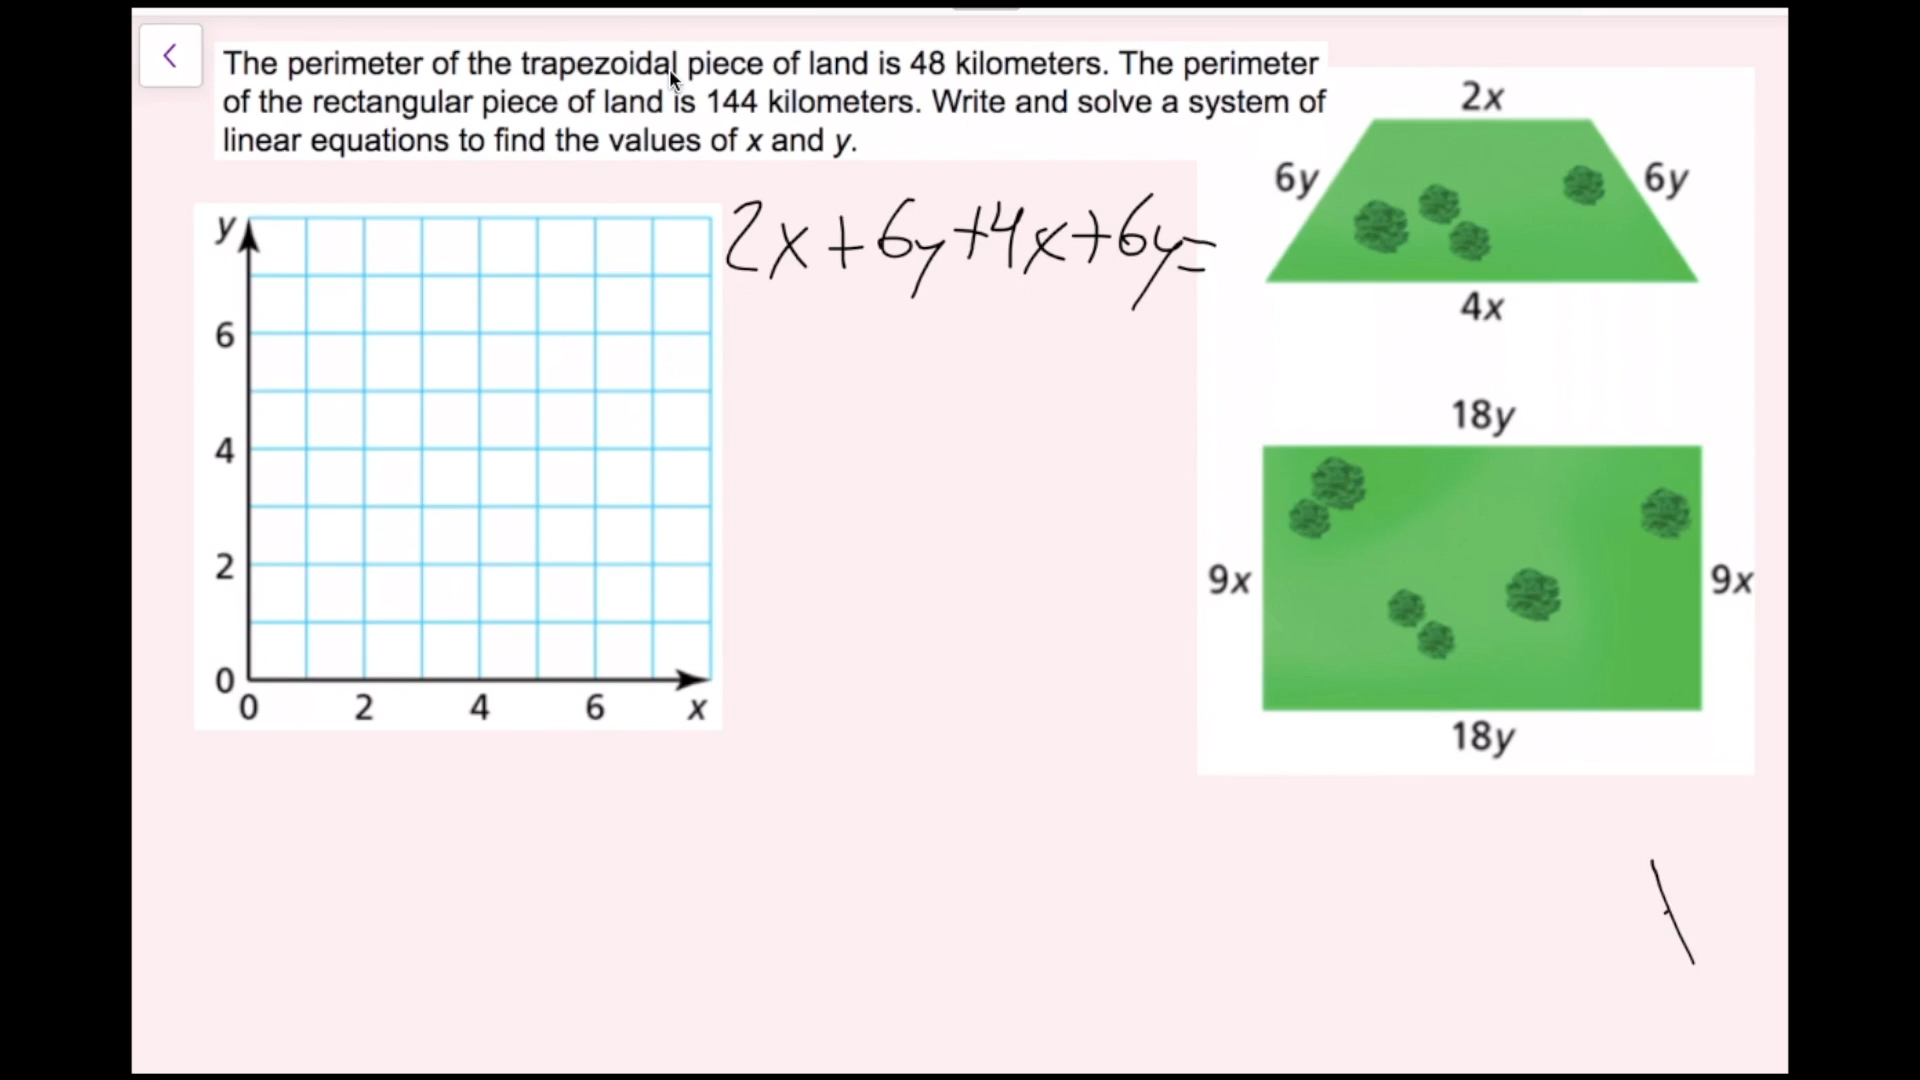 The perimeter of the trapezoidal piece of land is 48 kilometers. The perimeter
of the rectangular piece of land is 144 kilometers. Write and solve a system of
linear equations to find the values of x and y.
2x
6y
6y
4x
2x+6y+4x+6y=
y
6
4
2
0
0 2 4 6 x
18y
9x
9x
18y